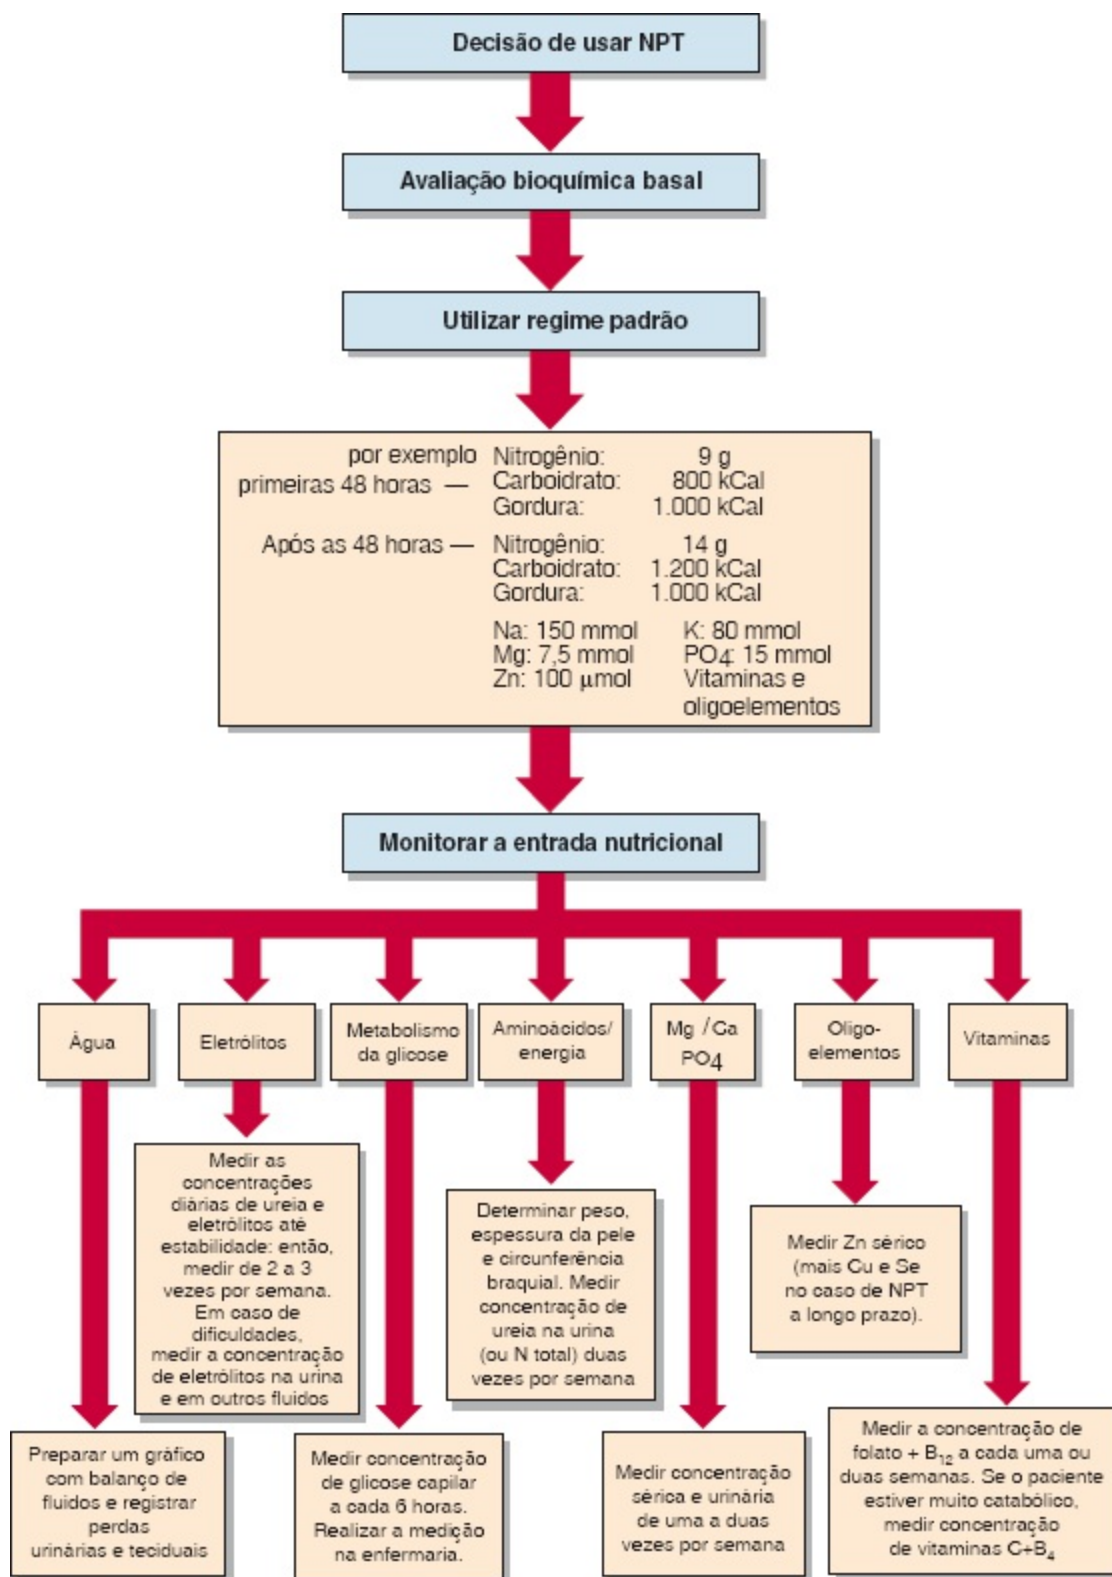 Decisão de usar NPT
Avaliação bioquímica basal
Utilizar regime padrão
por exemplo Nitrogênio: 9 g
primeiras 48 horas — Carboidrato: 800 kCal
Gordura: 1.000 kCal
Após as 48 horas — Nitrogênio: 14 g
Carboidrato: 1.200 kCal
Gordura: 1.000 kCal
Na: 150 mmol K: 80 mmol
Mg: 7,5 mmol PO4: 15 mmol
Zn: 100 μmol Vitaminas e
oligoelementos
Monitorar a entrada nutricional
Água
Eletrólitos
Metabolismo
da glicose
Aminoácidos/
energia
Mg /Ca
PO4
Oligo-
elementos
Vitaminas
Medir as
concentrações
diárias de ureia e
eletrólitos até
estabilidade: então,
medir de 2 a 3
vezes por semana.
Em caso de
dificuldades,
medir a concentração
de eletrólitos na urina
e em outros fluidos
Determinar peso,
espessura da pele
e circunferência
braquial. Medir
concentração de
ureia na urina
(ou N total) duas
vezes por semana
Medir Zn sérico
(mais Cu e Se
no caso de NPT
a longo prazo).
Preparar um gráfico
com balanço de
fluidos e registrar
perdas
urinárias e teciduais
Medir concentração
de glicose capilar
a cada 6 horas.
Realizar a medição
na enfermaria.
Medir concentração
sérica e urinária
de uma a duas
vezes por semana
Medir a concentração de
folato + B12 a cada uma ou
duas semanas. Se o paciente
estiver muito catabólico,
medir concentração
de vitaminas C+B4